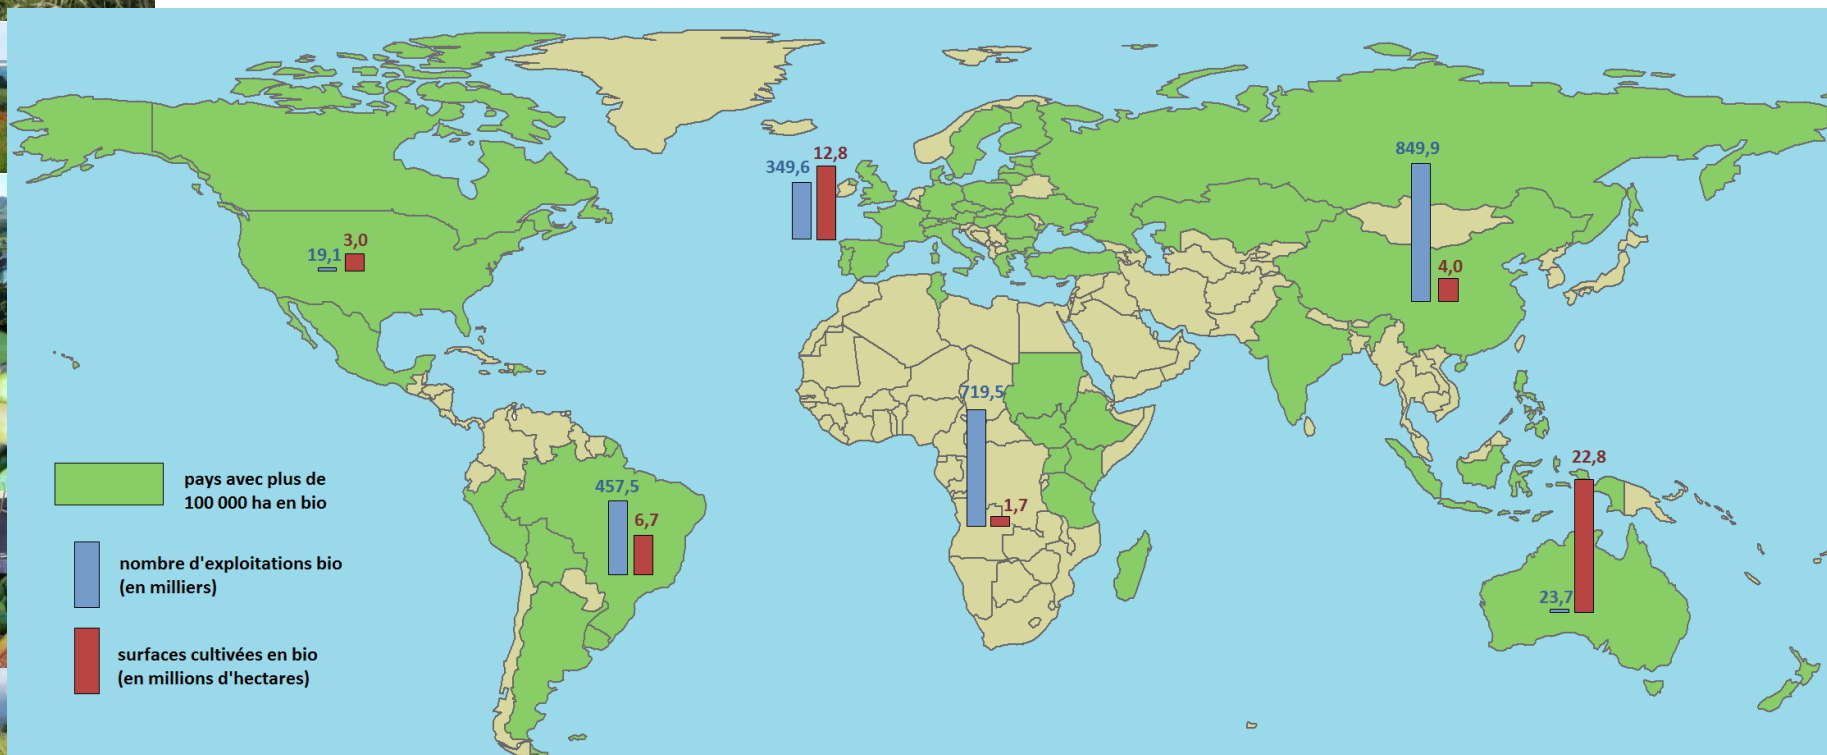 349,6
12,8
849,9
19,1
3,0
4,0
719,5
1,7
457,5
6,7
22,8
23,7
pays avec plus de
100 000 ha en bio
nombre d'exploitations bio
(en milliers)
surfaces cultivées en bio
(en millions d'hectares)